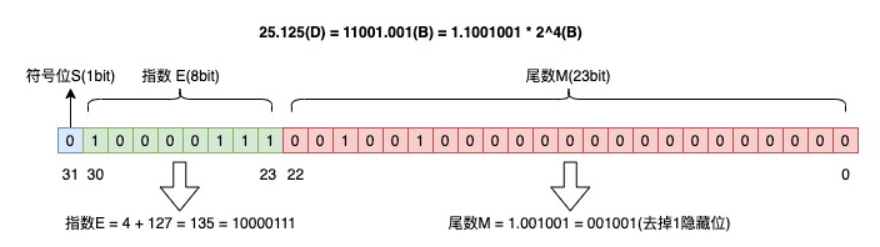 25.125(D) = 11001.001(B) = 1.1001001 * 2^4(B)
符号位S(1bit) 指数 E(8bit) 尾数M(23bit)
0 1 0 0 0 0 1 1 1 0 0 1 0 0 1 0 0 0 0 0 0 0 0 0 0 0 0 0 0 0 0 0
31 30 23 22 0
指数E = 4 + 127 = 135 = 10000111 尾数M = 1.001001 = 001001(去掉1隐藏位)